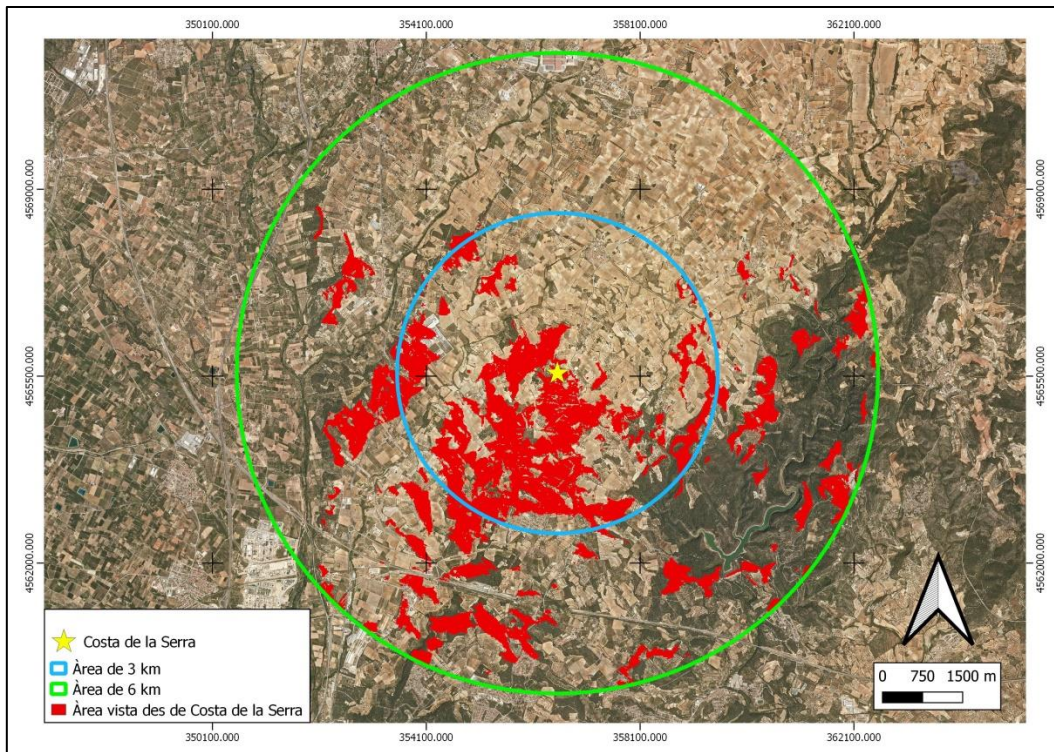 350100.000 354100.000 358100.000 362100.000
4569000.000 4569000.000
4565500.000 4565500.000
4562000.000 4562000.000
Costa de la Serra
Àrea de 3 km
Àrea de 6 km
Àrea vista des de Costa de la Serra
0 750 1500 m
350100.000 354100.000 358100.000 362100.000